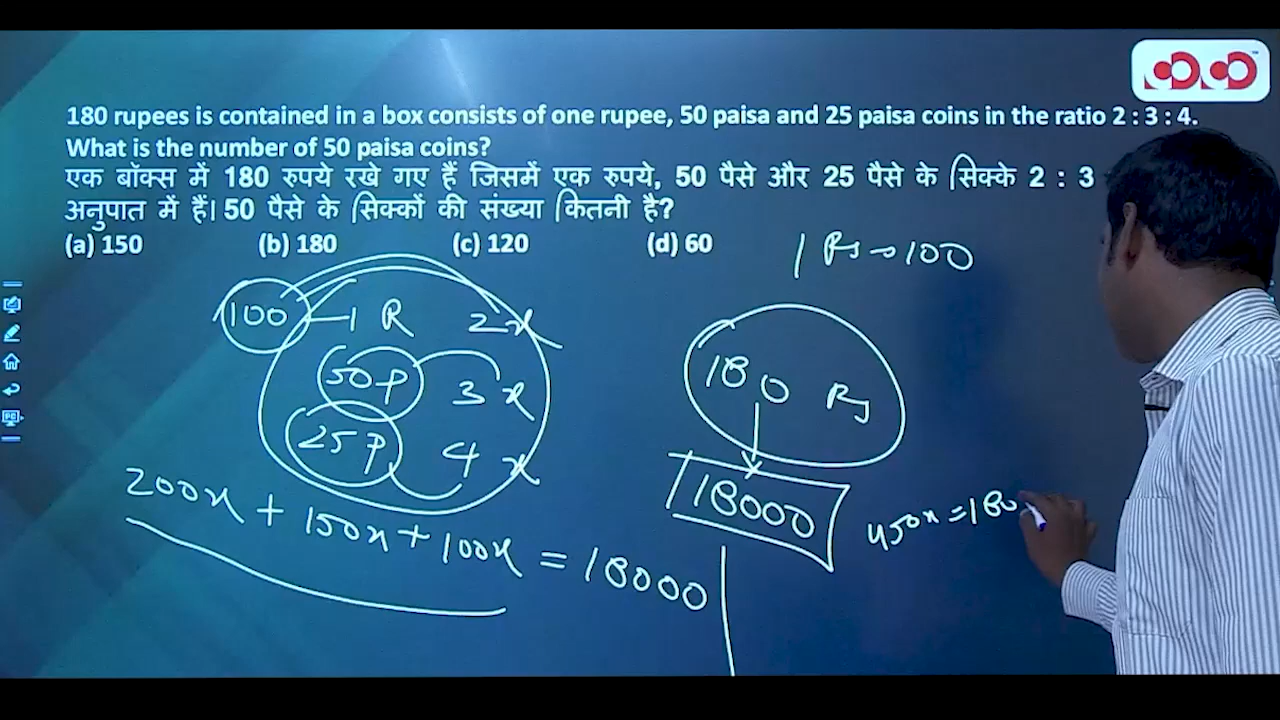 180 rupees is contained in a box consists of one rupee, 50 paisa and 25 paisa coins in the ratio 2 : 3 : 4.
What is the number of 50 paisa coins?
एक बॉक्स में 180 रुपये रखे गए हैं जिसमें एक रुपये, 50 पैसे और 25 पैसे के सिक्के 2 : 3
अनुपात में हैं। 50 पैसे के सिक्कों की संख्या कितनी है?
(a) 150 (b) 180 (c) 120 (d) 60
1 Rs → 100
100 — 1 R 2x
50p 3x
25p 4x
180 Rs
18000
200x + 150x + 100x = 18000
450x = 180